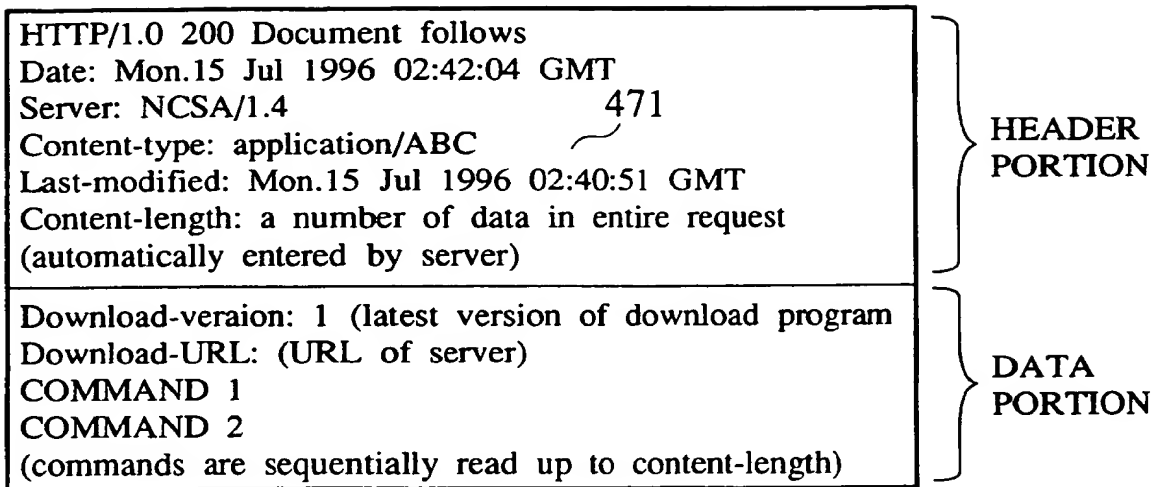 HTTP/1.0 200 Document follows
Date: Mon.15 Jul 1996 02:42:04 GMT
Server: NCSA/1.4
471
Content-type: application/ABC
Last-modified: Mon.15 Jul 1996 02:40:51 GMT
Content-length: a number of data in entire request
(automatically entered by server)
HEADER
PORTION
Download-veraion: 1 (latest version of download program
Download-URL: (URL of server)
COMMAND 1
COMMAND 2
(commands are sequentially read up to content-length)
DATA
PORTION